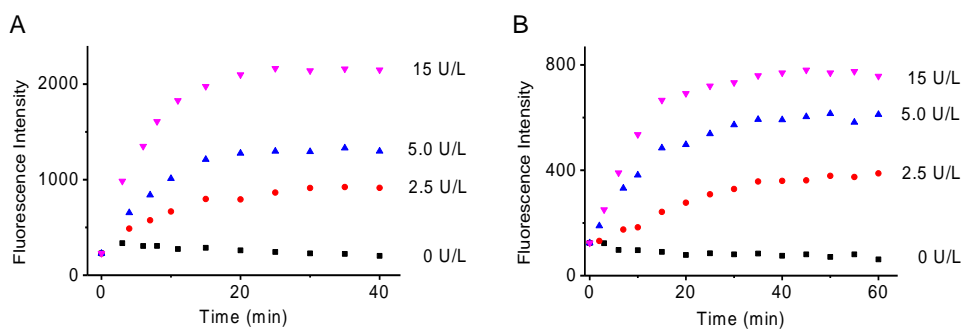 A
Fluorescence Intensity
2000
1000
0
0
20
40
Time (min)
15 U/L
5.0 U/L
2.5 U/L
0 U/L
B
Fluorescence Intensity
800
400
0
0
20
40
60
Time (min)
15 U/L
5.0 U/L
2.5 U/L
0 U/L